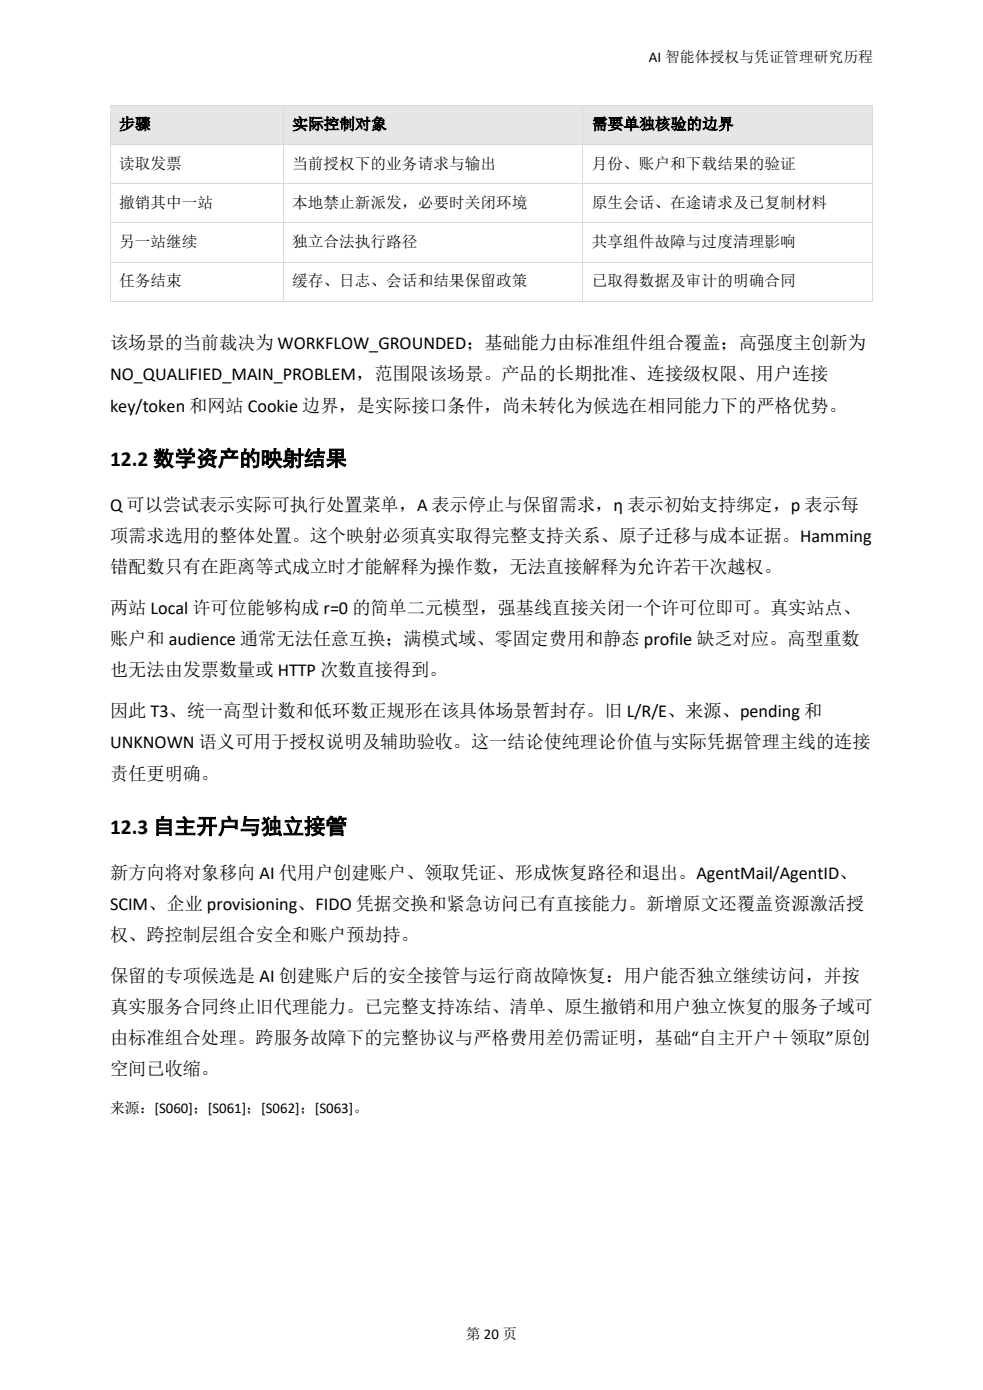 AI 智能体授权与凭证管理研究历程
步骤 实际控制对象 需要单独核验的边界
读取发票 当前授权下的业务请求与输出 月份、账户和下载结果的验证
撤销其中一站 本地禁止新派发，必要时关闭环境 原生会话、在途请求及已复制材料
另一站继续 独立合法执行路径 共享组件故障与过度清理影响
任务结束 缓存、日志、会话和结果保留政策 已取得数据及审计的明确合同
该场景的当前裁决为 WORKFLOW_GROUNDED；基础能力由标准组件组合覆盖；高强度主创新为
NO_QUALIFIED_MAIN_PROBLEM，范围限该场景。产品的长期批准、连接级权限、用户连接
key/token 和网站 Cookie 边界，是实际接口条件，尚未转化为候选在相同能力下的严格优势。
12.2 数学资产的映射结果
Q 可以尝试表示实际可执行处置菜单，A 表示停止与保留需求，η 表示初始支持绑定，p 表示每
项需求选用的整体处置。这个映射必须真实取得完整支持关系、原子迁移与成本证据。Hamming
错配数只有在距离等式成立时才能解释为操作数，无法直接解释为允许若干次越权。
两站 Local 许可位能够构成 r=0 的简单二元模型，强基线直接关闭一个许可位即可。真实站点、
账户和 audience 通常无法任意互换；满模式域、零固定费用和静态 profile 缺乏对应。高型重数
也无法由发票数量或 HTTP 次数直接得到。
因此 T3、统一高型计数和低环数正规形在该具体场景暂封存。旧 L/R/E、来源、pending 和
UNKNOWN 语义可用于授权说明及辅助验收。这一结论使纯理论价值与实际凭据管理主线的连接
责任更明确。
12.3 自主开户与独立接管
新方向将对象移向 AI 代用户创建账户、领取凭证、形成恢复路径和退出。AgentMail/AgentID、
SCIM、企业 provisioning、FIDO 凭据交换和紧急访问已有直接能力。新增原文还覆盖资源激活授
权、跨控制层组合安全和账户预劫持。
保留的专项候选是 AI 创建账户后的安全接管与运行商故障恢复：用户能否独立继续访问，并按
真实服务合同终止旧代理能力。已完整支持冻结、清单、原生撤销和用户独立恢复的服务子域可
由标准组合处理。跨服务故障下的完整协议与严格费用差仍需证明，基础“自主开户＋领取”原创
空间已收缩。
来源：[S060]；[S061]；[S062]；[S063]。
第 20 页